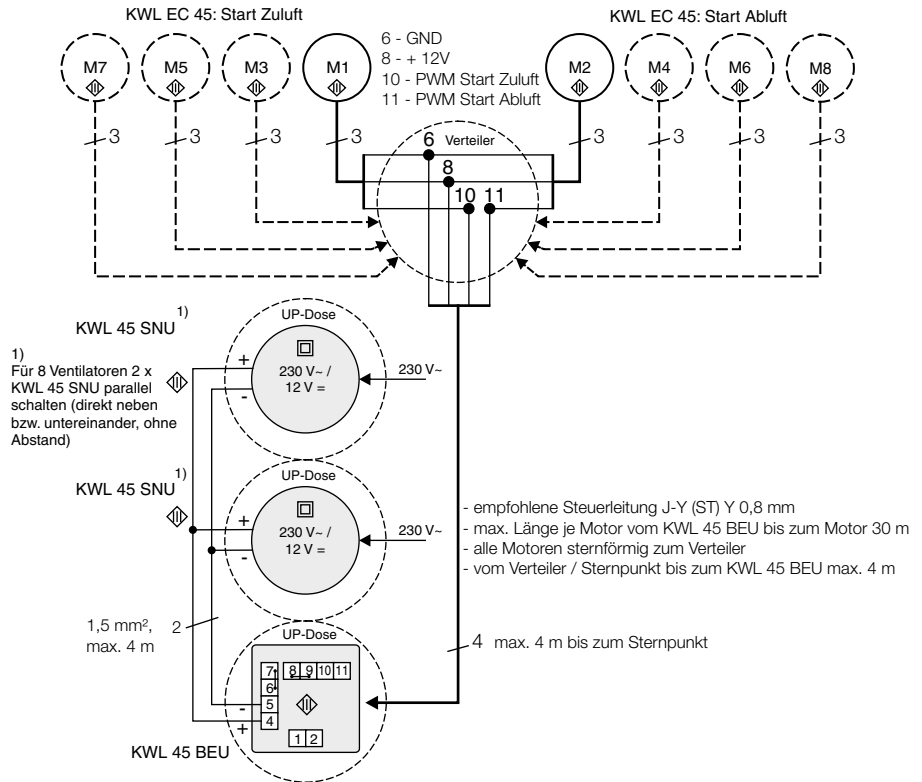 KWL EC 45: Start Zuluft
KWL EC 45: Start Abluft
M7
M5
M3
M1
6 - GND
8 - + 12V
10 - PWM Start Zuluft
11 - PWM Start Abluft
M2
M4
M6
M8
3
3
3
3
3
3
3
3
6
Verteiler
8
10
11
KWL 45 SNU 1)
UP-Dose
1)
Für 8 Ventilatoren 2 x
KWL 45 SNU parallel
schalten (direkt neben
bzw. untereinander, ohne
Abstand)
+
-
230 V~ /
12 V =
230 V~
KWL 45 SNU 1)
UP-Dose
+
-
230 V~ /
12 V =
230 V~
- empfohlene Steuerleitung J-Y (ST) Y 0,8 mm
- max. Länge je Motor vom KWL 45 BEU bis zum Motor 30 m
- alle Motoren sternförmig zum Verteiler
- vom Verteiler / Sternpunkt bis zum KWL 45 BEU max. 4 m
1,5 mm²,
max. 4 m
2
UP-Dose
4 max. 4 m bis zum Sternpunkt
7
8 9 10 11
6
- 5
+ 4
1 2
KWL 45 BEU